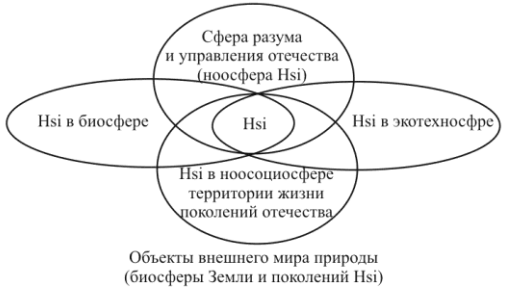 Сфера разума
и управления отечества
(ноосфера Hsi)
Hsi в биосфере
Hsi
Hsi в экотехносфре
Hsi в ноосоциосфере
территории жизни
поколений отечества
Объекты внешнего мира природы
(биосферы Земли и поколений Hsi)